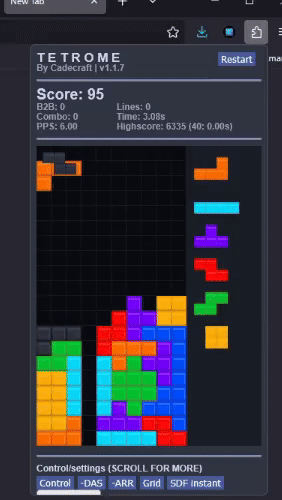 New Tab
TETROME
Restart
By Cadecraft | v1.1.7
Score: 95
B2B: 0 Lines: 0
Combo: 0 Time: 3.08s
PPS: 6.00 Highscore: 6335 (40: 0.00s)
Control/settings (SCROLL FOR MORE)
Control -DAS -ARR Grid SDF instant